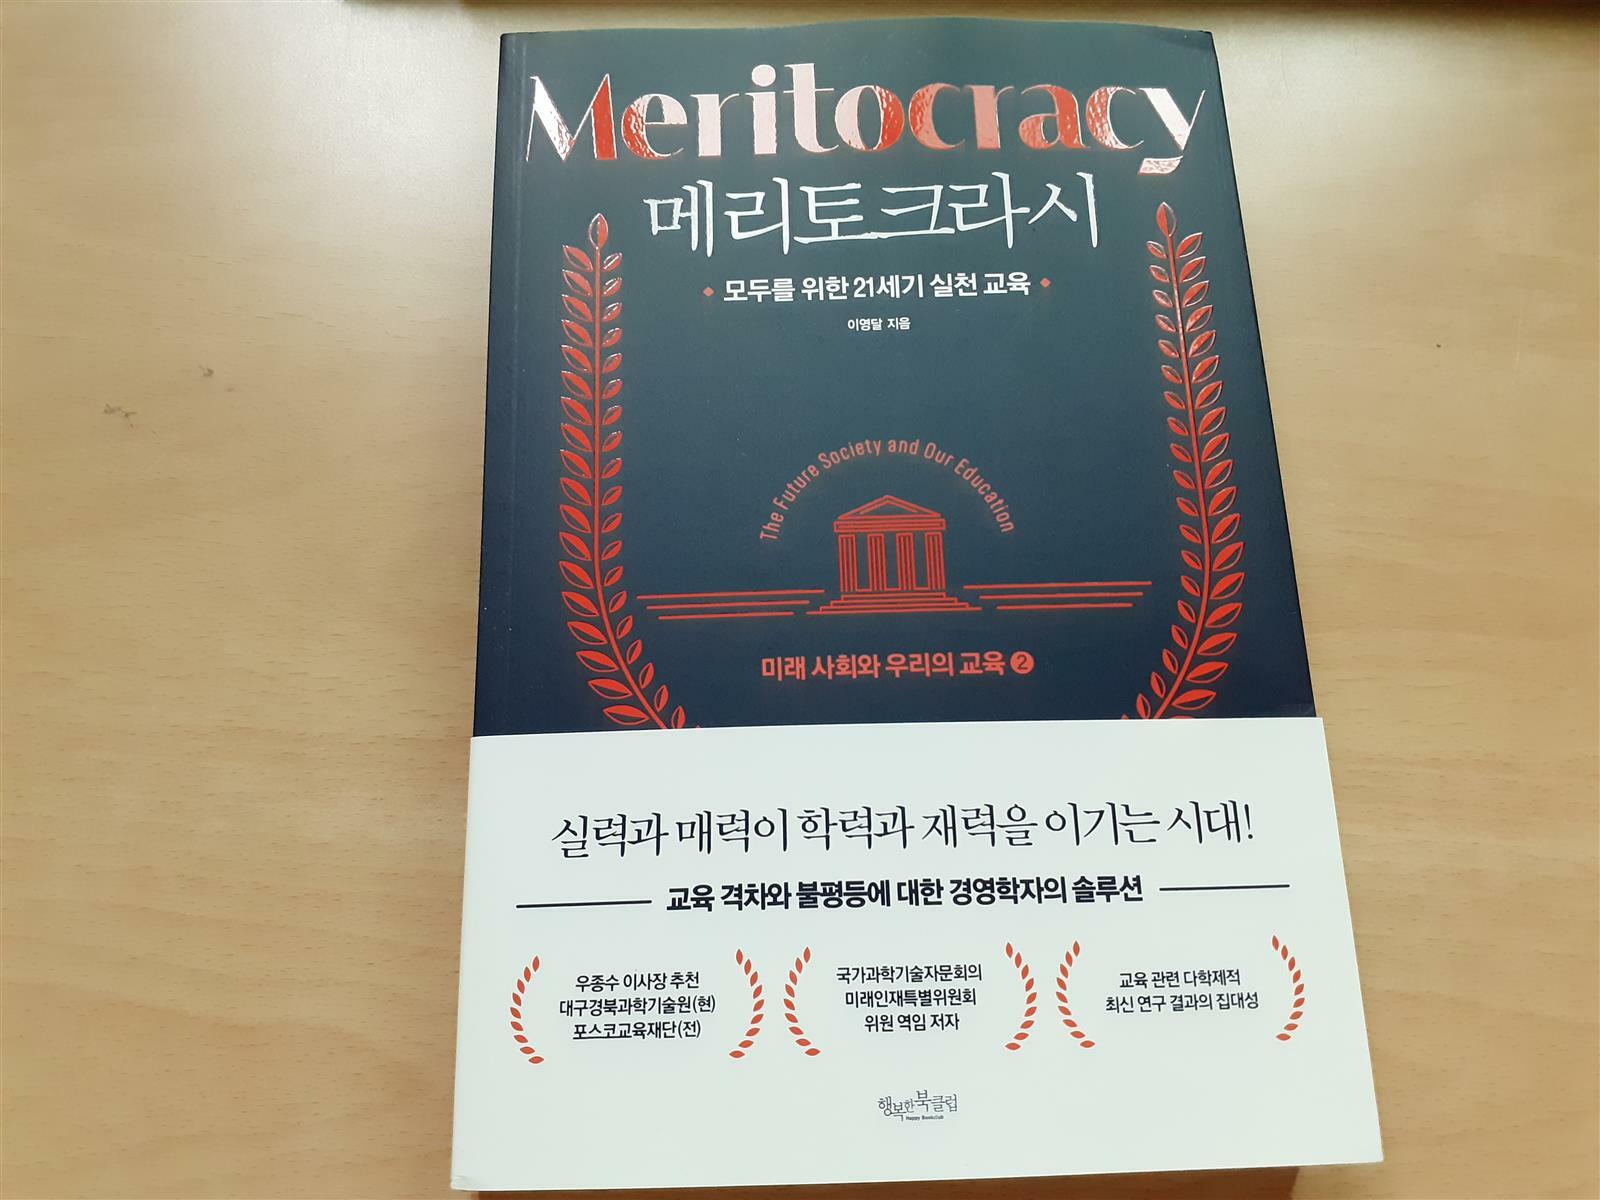 Meritocracy
메리토크라시
모두를 위한 21세기 실천 교육
이영달 지음
The Future Society and Our Education
미래 사회와 우리의 교육 2
실력과 매력이 학력과 재력을 이기는 시대!
교육 격차와 불평등에 대한 경영학자의 솔루션
우종수 이사장 추천
대구경북과학기술원(현)
포스코교육재단(전)
국가과학기술자문회의
미래인재특별위원회
위원 역임 저자
교육 관련 다학제적
최신 연구 결과의 집대성
행복한북클럽
Happy Bookclub